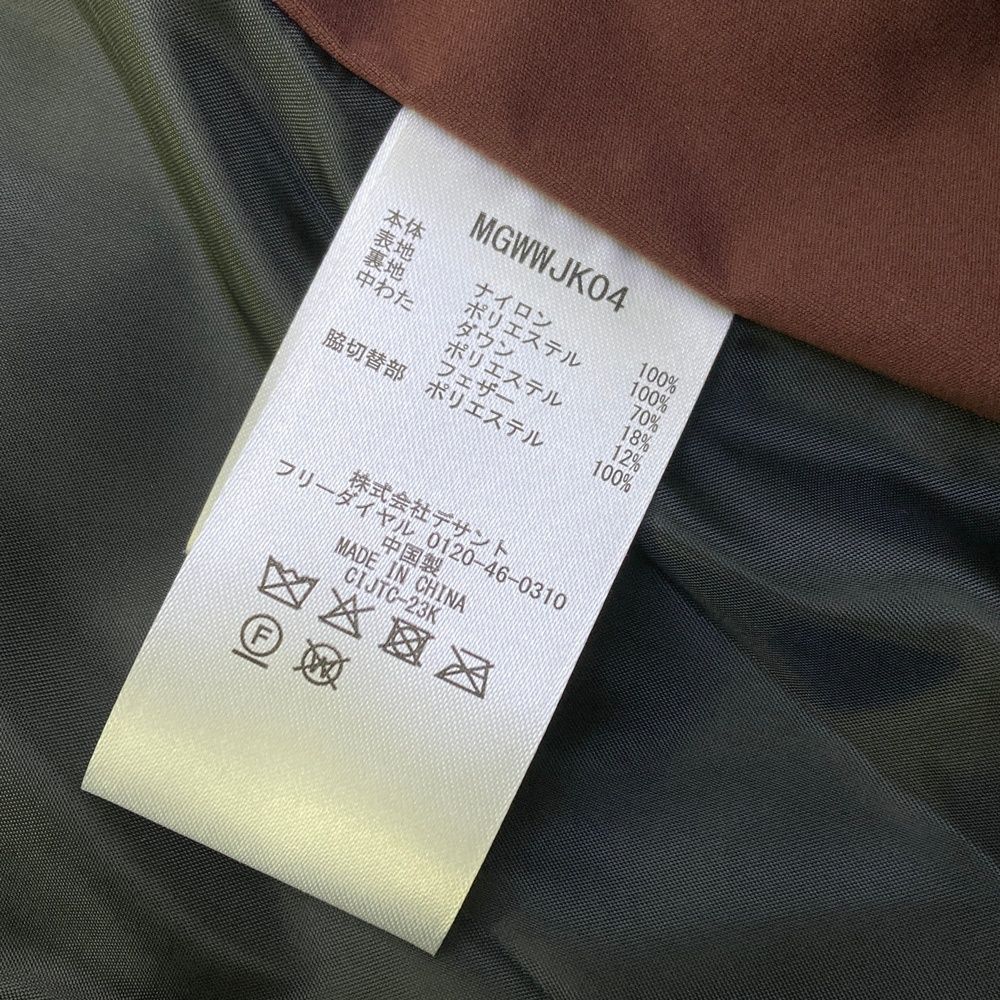 MGWWJK04
本体
表地 ナイロン 100%
裏地 ポリエステル 100%
中わた ダウン 70%
ポリエステル 18%
フェザー 12%
脇切替部 ポリエステル 100%
株式会社デサント
フリーダイヤル 0120-46-0310
中国製
MADE IN CHINA
CTJTC-23K
F
W